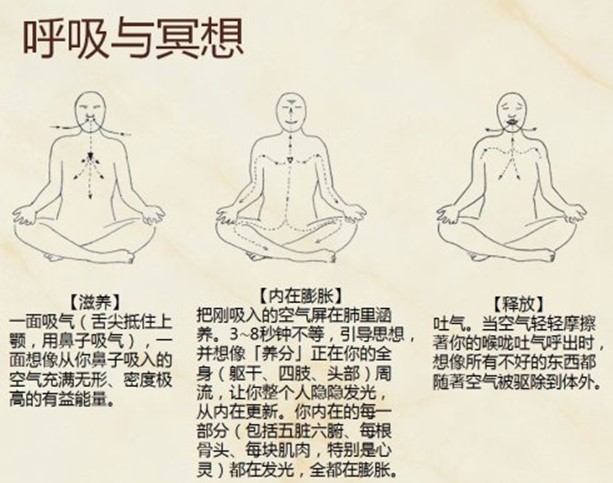 呼吸与冥想
【滋养】
一面吸气（舌尖抵住上
颚，用鼻子吸气），一
面想像从你鼻子吸入的
空气充满无形、密度极
高的有益能量。
【内在膨胀】
把刚吸入的空气屏在肺里涵
养。3~8秒钟不等，引导思想，
并想像「养分」正在你的全
身（躯干、四肢、头部）周
流，让你整个人隐隐发光，
从内在更新。你内在的每一
部分（包括五脏六腑、每根
骨头、每块肌肉，特别是心
灵）都在发光，全都在膨胀。
【释放】
吐气。当空气轻轻摩擦
著你的喉咙吐气呼出时，
想像所有不好的东西都
随著空气被驱除到体外。